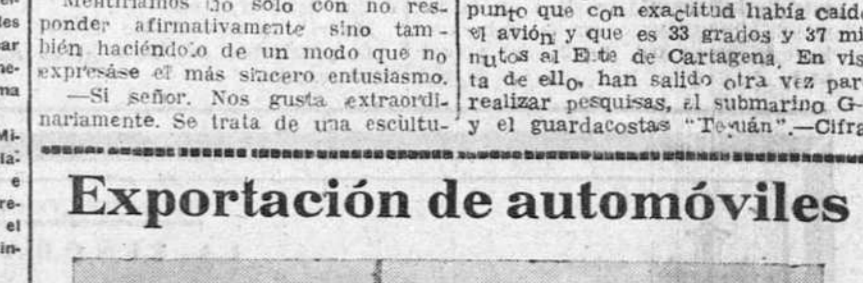 Mentiríamos no sólo con no res-
ponder afirmativamente sino tam-
bién haciéndolo de un modo que no
expresáse el más sincero entusiasmo.
—Sí señor. Nos gusta extraordi-
nariamente. Se trata de una escultu-
punto que con exactitud había caíd
el avión y que es 33 grados y 37 mi
nutos al Este de Cartagena. En vis
ta de ello, han salido otra vez par
realizar pesquisas, el submarino G-
y el guardacostas "Tetuán".—Cifra
Exportación de automóviles